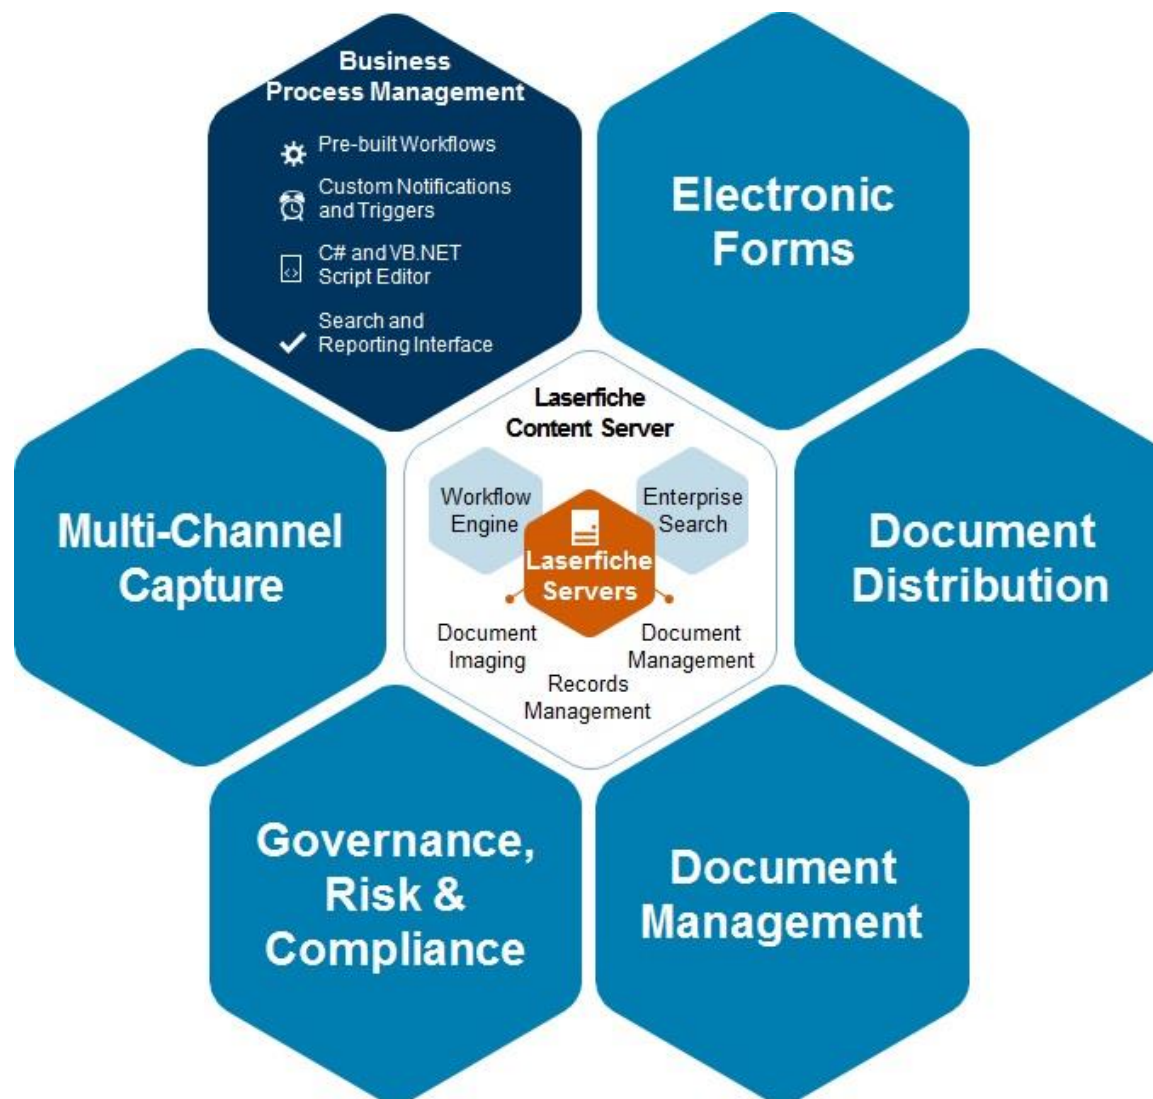 Business
Process Management
Pre-built Workflows
Custom Notifications
and Triggers
C# and VB.NET
Script Editor
Search and
Reporting Interface
Electronic
Forms
Multi-Channel
Capture
Laserfiche
Content Server
Workflow
Engine
Enterprise
Search
Laserfiche
Servers
Document
Imaging
Document
Management
Records
Management
Document
Distribution
Governance,
Risk &
Compliance
Document
Management